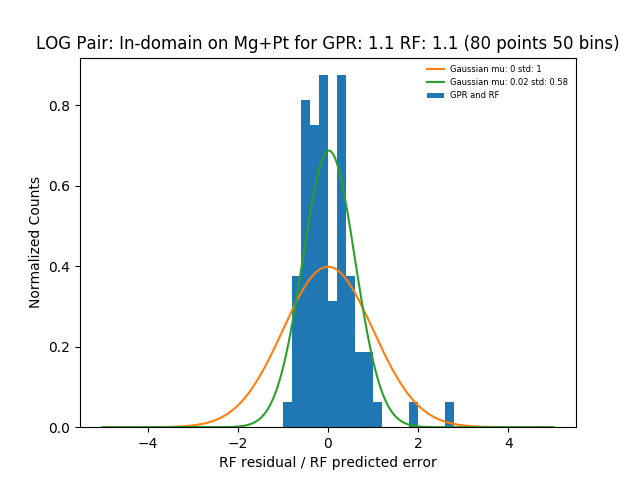 LOG Pair: In-domain on Mg+Pt for GPR: 1.1 RF: 1.1 (80 points 50 bins)
Gaussian mu: 0 std: 1
Gaussian mu: 0.02 std: 0.58
GPR and RF
Normalized Counts
0.8
0.6
0.4
0.2
0.0
−4
−2
0
2
4
RF residual / RF predicted error